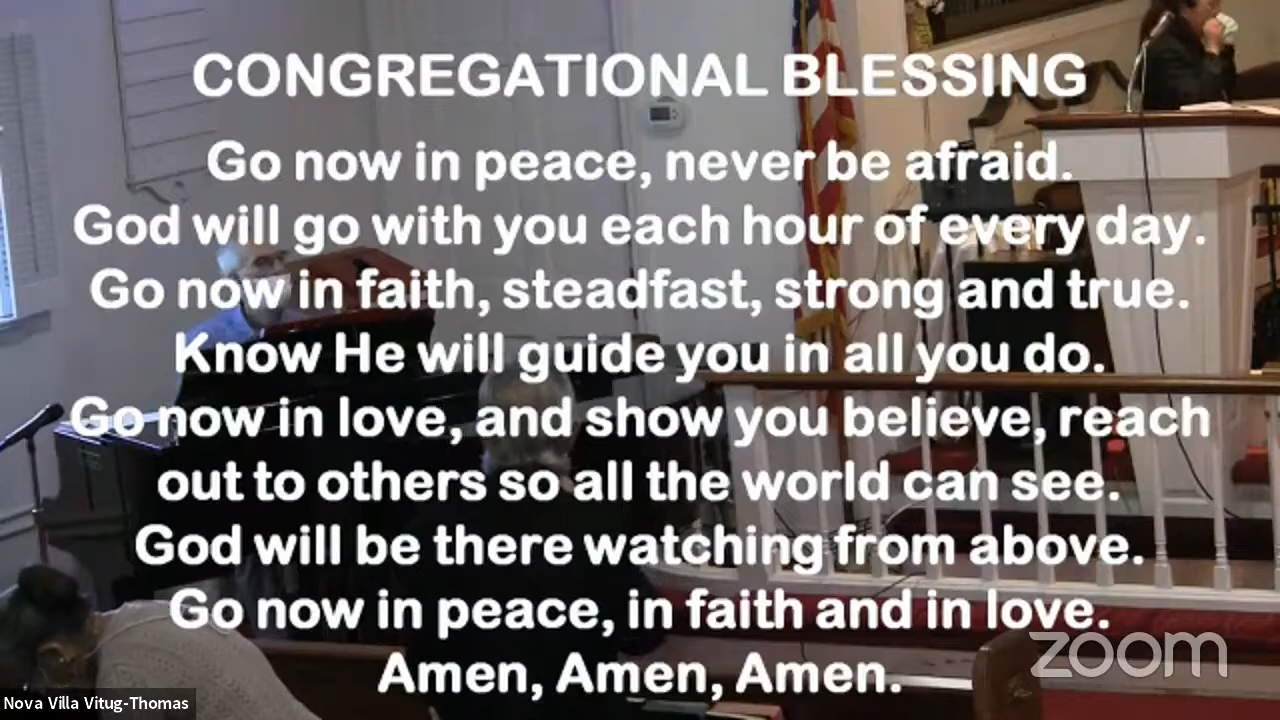 CONGREGATIONAL BLESSING
Go now in peace, never be afraid.
God will go with you each hour of every day.
Go now in faith, steadfast, strong and true.
Know He will guide you in all you do.
Go now in love, and show you believe, reach
out to others so all the world can see.
God will be there watching from above.
Go now in peace, in faith and in love.
Amen, Amen, Amen.
zoom
Nova Villa Vitug-Thomas